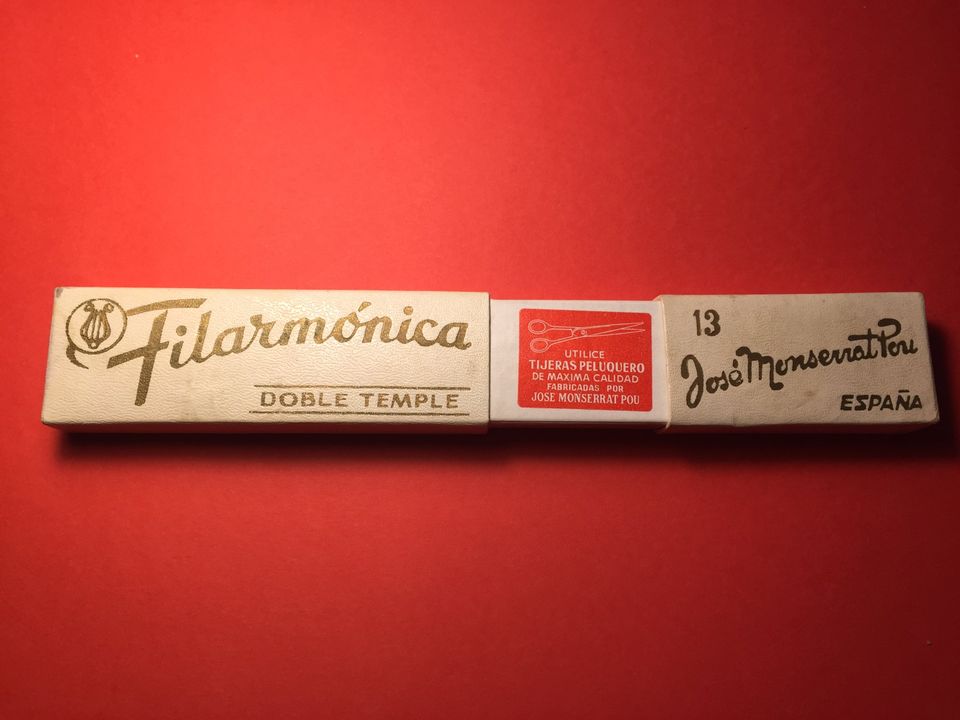 Filarmónica
DOBLE TEMPLE
UTILICE
TIJERAS PELUQUERO
DE MAXIMA CALIDAD
FABRICADAS POR
JOSE MONSERRAT POU
13
José Monserrat Pou
ESPAÑA